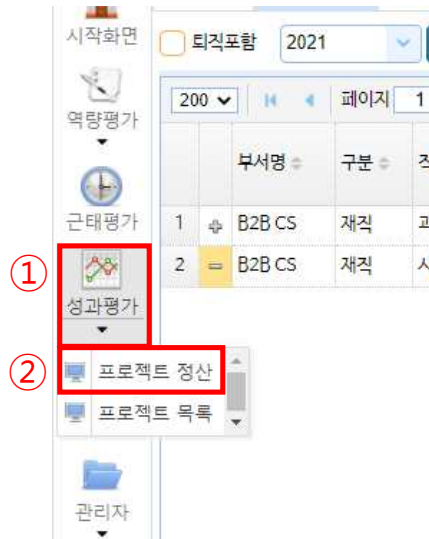 시작화면
퇴직포함 2021
200 페이지 1
역량평가
부서명 구분 직
근태평가
1 B2B CS 재직
2 B2B CS 재직
①
성과평가
② 프로젝트 정산
프로젝트 목록
관리자